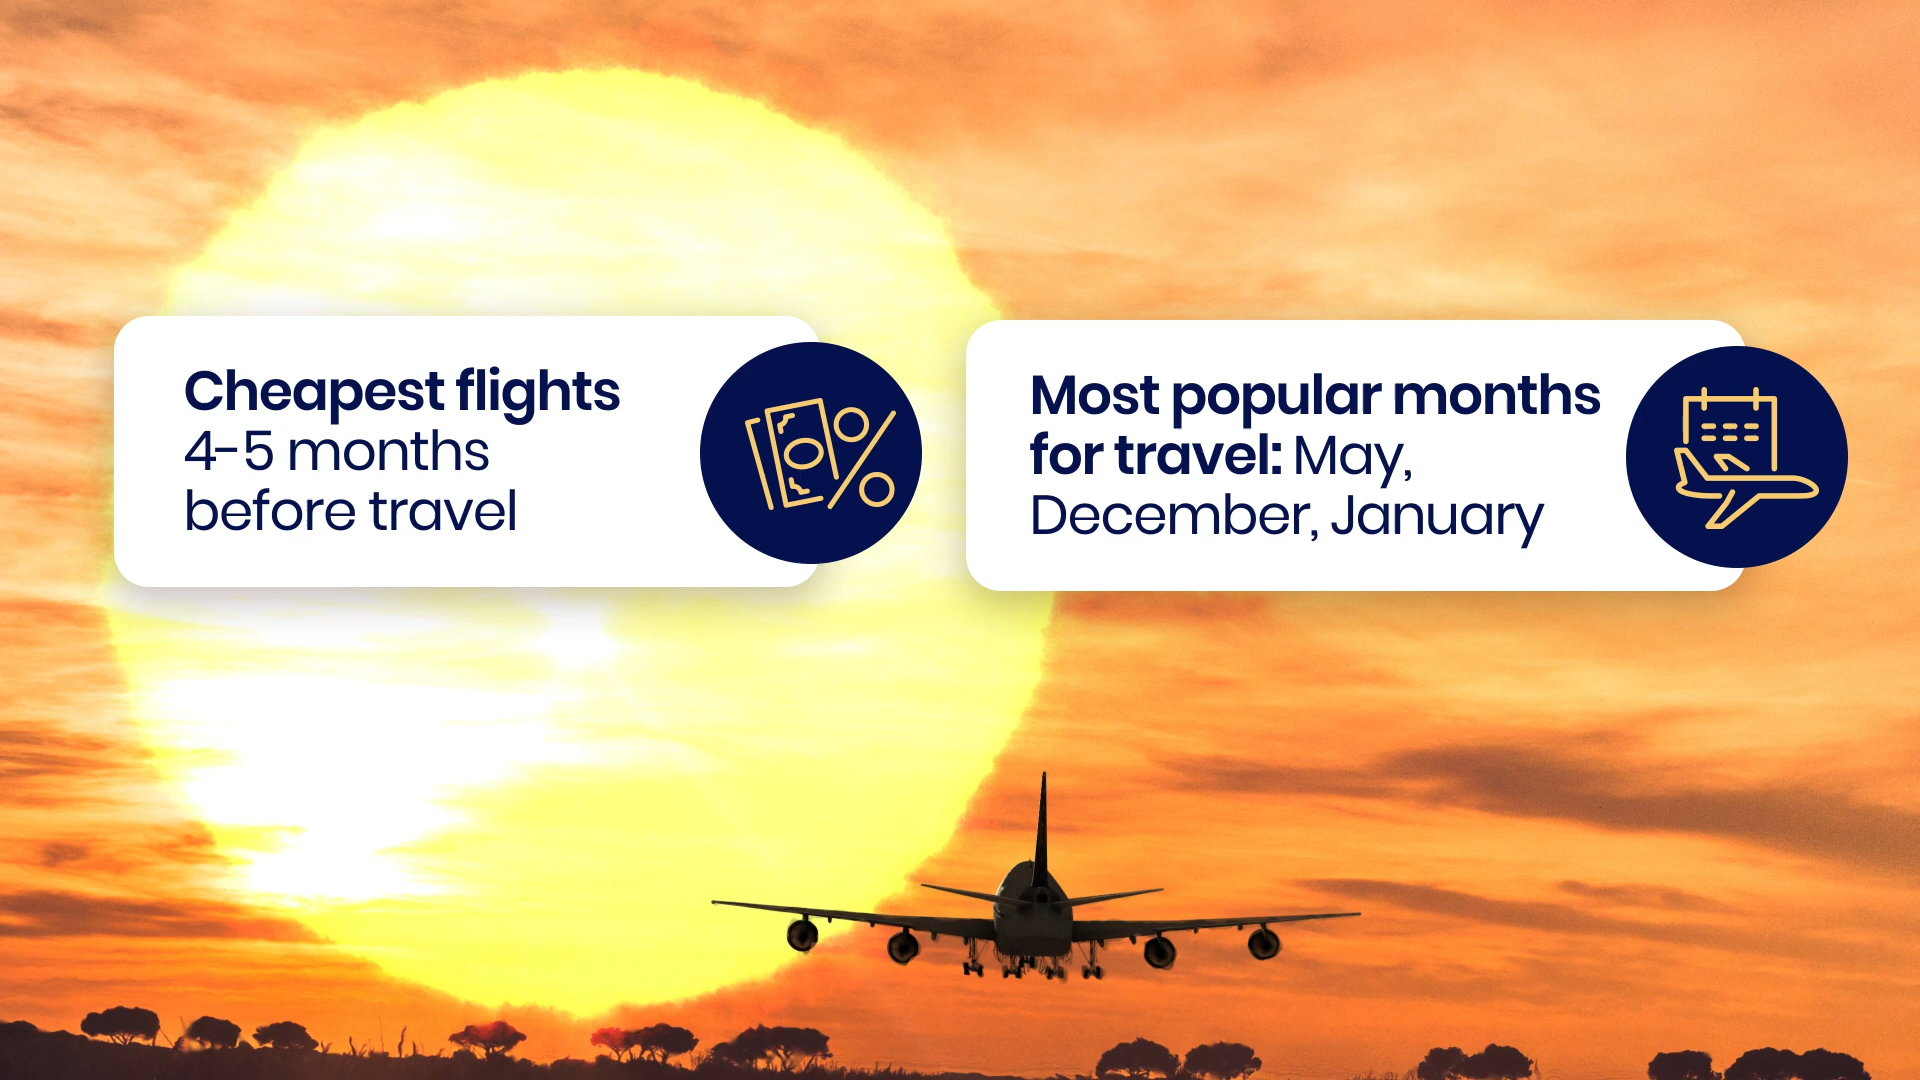 Cheapest flights
4-5 months
before travel
Most popular months
for travel: May,
December, January